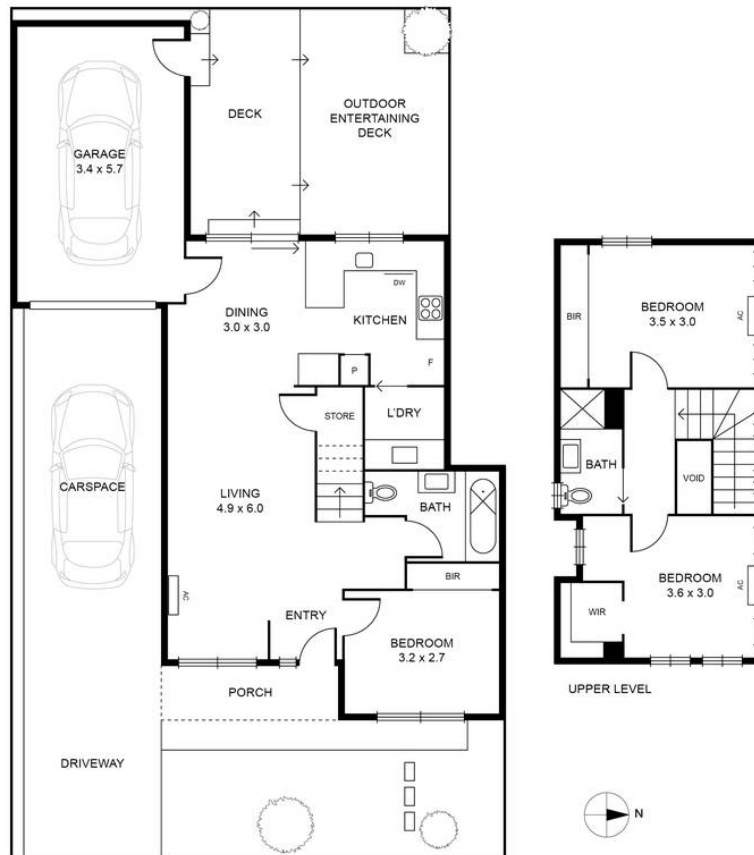 GARAGE
3.4 x 5.7
DECK
OUTDOOR
ENTERTAINING
DECK
DINING
3.0 x 3.0
DW
KITCHEN
F
P
STORE
L'DRY
CARSPACE
LIVING
4.9 x 6.0
BATH
AC
ENTRY
BIR
BEDROOM
3.2 x 2.7
PORCH
DRIVEWAY
BIR
BEDROOM
3.5 x 3.0
AC
BATH
VOID
BEDROOM
3.6 x 3.0
AC
WIR
UPPER LEVEL
N